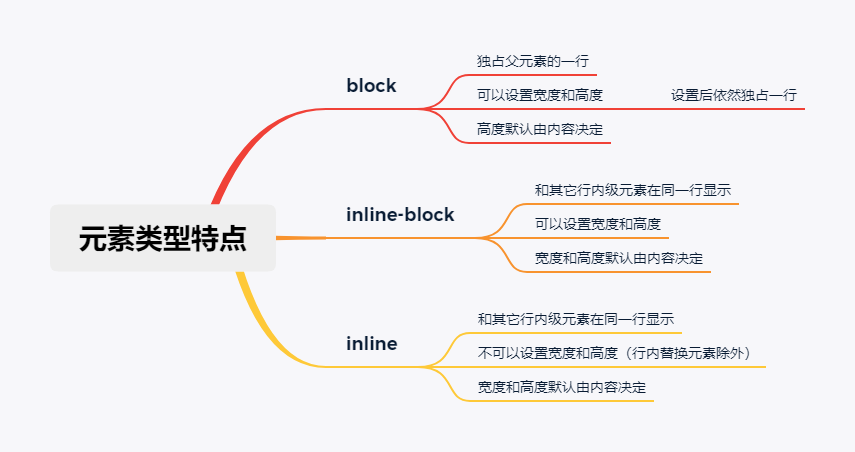 元素类型特点
block
独占父元素的一行
可以设置宽度和高度
设置后依然独占一行
高度默认由内容决定
inline-block
和其它行内级元素在同一行显示
可以设置宽度和高度
宽度和高度默认由内容决定
inline
和其它行内级元素在同一行显示
不可以设置宽度和高度（行内替换元素除外）
宽度和高度默认由内容决定